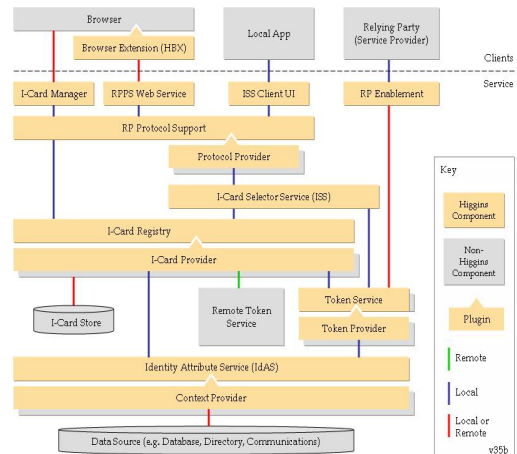 Browser
Browser Extension (HBX)
Local App
Relying Party
(Service Provider)
Clients
Service
I-Card Manager
RPPS Web Service
ISS Client UI
RP Enablement
RP Protocol Support
Protocol Provider
I-Card Selector Service (ISS)
I-Card Registry
I-Card Provider
I-Card Store
Remote Token
Service
Token Service
Token Provider
Identity Attribute Service (IdAS)
Context Provider
Data Source (e.g. Database, Directory, Communications)
Key
Higgins
Component
Non-
Higgins
Component
Plugin
Remote
Local
Local or
Remote
v35b